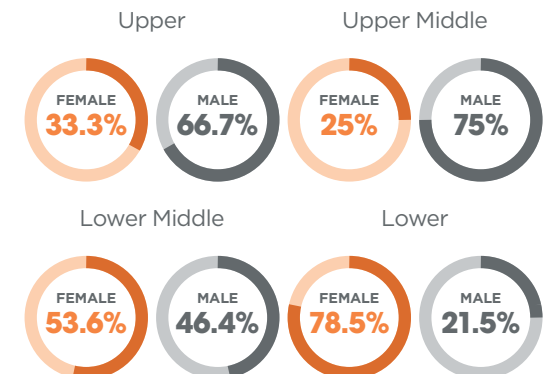 Upper
Upper Middle
FEMALE
33.3%
MALE
66.7%
FEMALE
25%
MALE
75%
Lower Middle
Lower
FEMALE
53.6%
MALE
46.4%
FEMALE
78.5%
MALE
21.5%